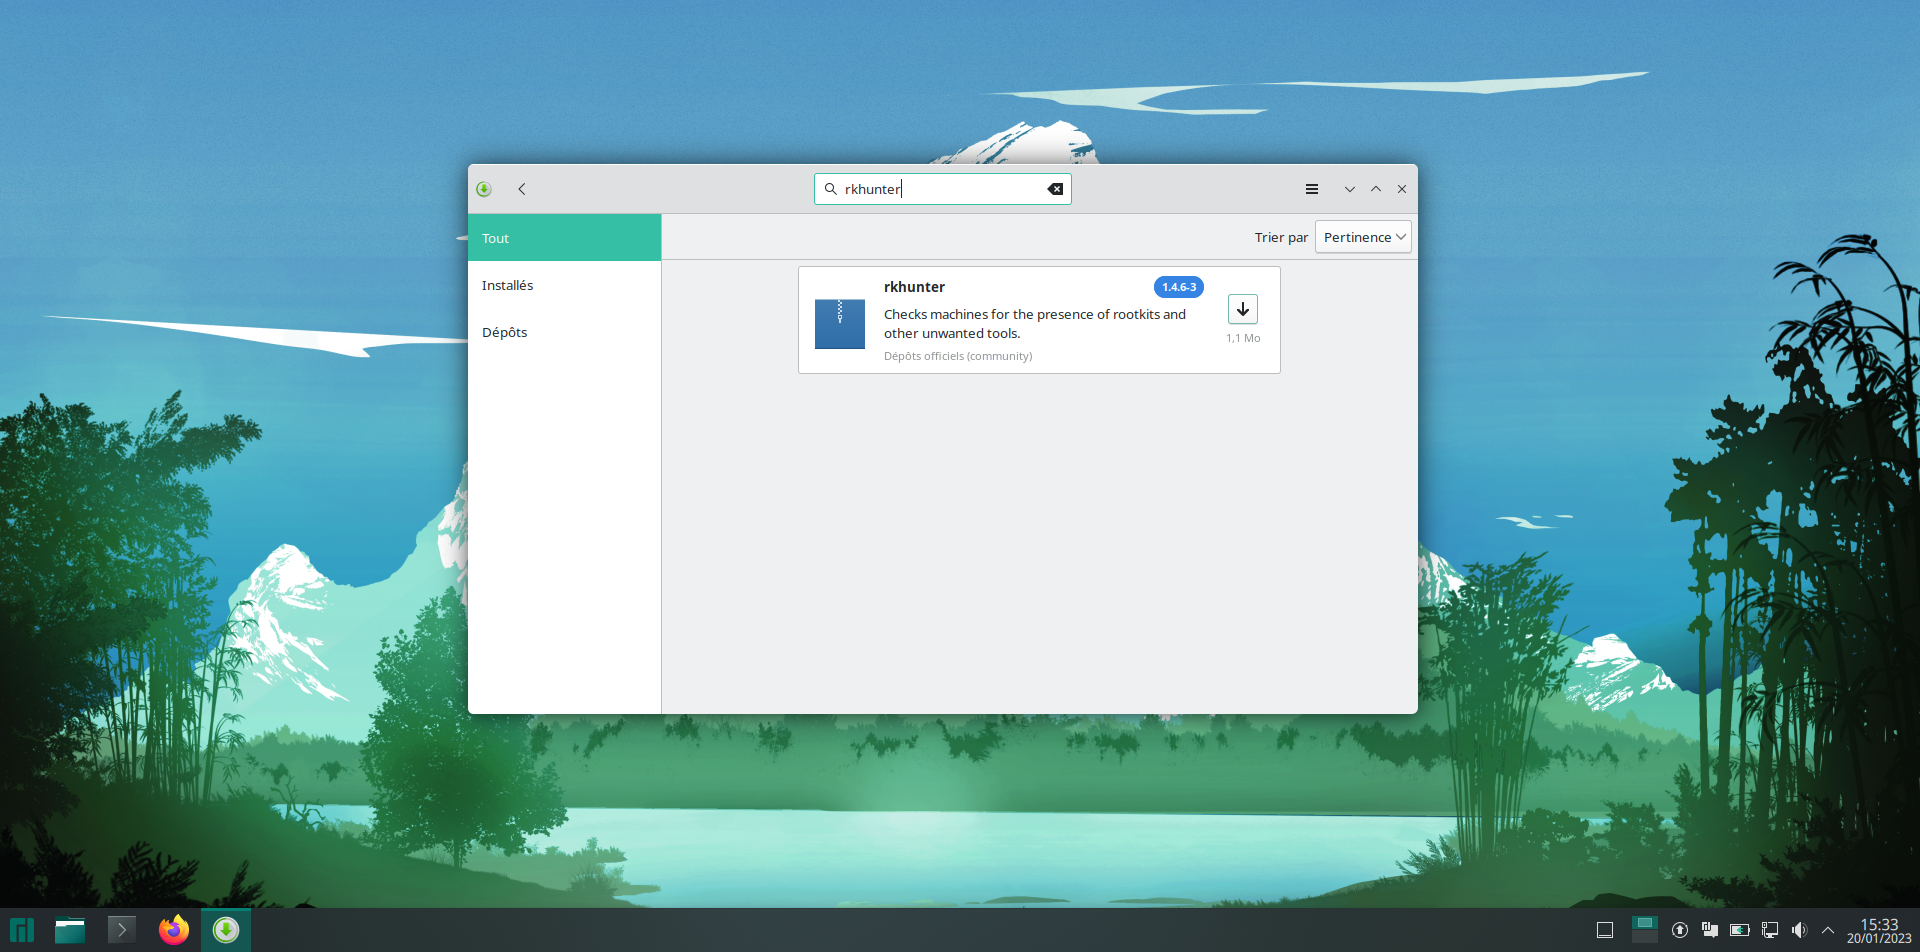 rkhunter
Tout
Trier par Pertinence
Installés
Dépôts
rkhunter 1.4.6-3
Checks machines for the presence of rootkits and
other unwanted tools.
1,1 Mo
Dépôts officiels (community)
15:33
20/01/2023